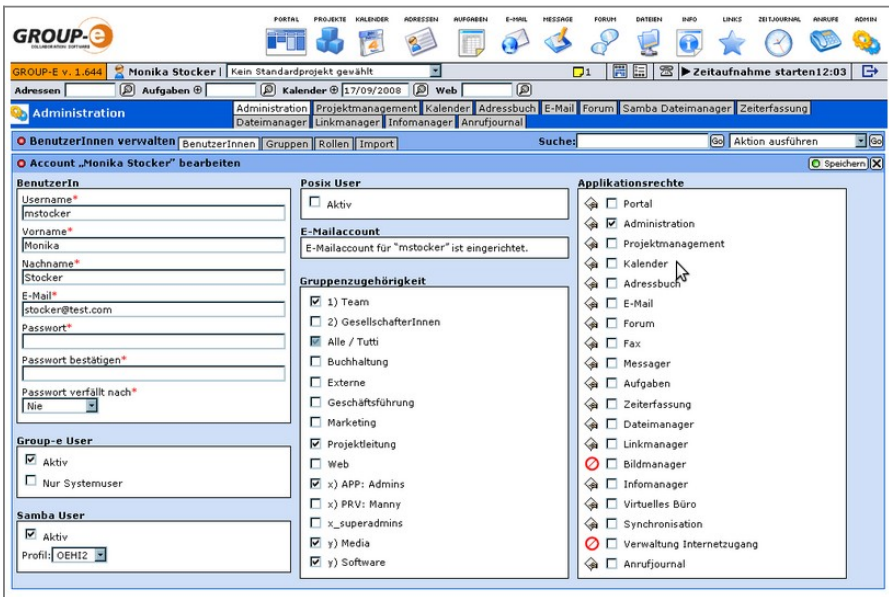 GROUP-e
COLLABORATION SOFTWARE
PORTAL PROJEKTE KALENDER ADRESSEN AUFGABEN E-MAIL MESSAGE FORUM DATEIEN INFO LINKS ZEITJOURNAL ANRUFE ADMIN
GROUP-E v. 1.644 Monika Stocker | Kein Standardprojekt gewählt 1 Zeitaufnahme starten 12:03
Adressen Aufgaben Kalender 17/09/2008 Web
Administration
Administration Projektmanagement Kalender Adressbuch E-Mail Forum Samba Dateimanager Zeiterfassung
Dateimanager Linkmanager Infomanager Anrufjournal
BenutzerInnen verwalten BenutzerInnen Gruppen Rollen Import Suche: Go Aktion ausführen Go
Account „Monika Stocker" bearbeiten Speichern X
BenutzerIn
Username*
mstocker
Vorname*
Monika
Nachname*
Stocker
E-Mail*
stocker@test.com
Passwort*
Passwort bestätigen*
Passwort verfällt nach*
Nie
Group-e User
Aktiv
Nur Systemuser
Samba User
Aktiv
Profil: OEHI2
Posix User
Aktiv
E-Mailaccount
E-Mailaccount für "mstocker" ist eingerichtet.
Gruppenzugehörigkeit
1) Team
2) GesellschafterInnen
Alle / Tutti
Buchhaltung
Externe
Geschäftsführung
Marketing
Projektleitung
Web
x) APP: Admins
x) PRV: Manny
x_superadmins
y) Media
y) Software
Applikationsrechte
Portal
Administration
Projektmanagement
Kalender
Adressbuch
E-Mail
Forum
Fax
Messager
Aufgaben
Zeiterfassung
Dateimanager
Linkmanager
Bildmanager
Infomanager
Virtuelles Büro
Synchronisation
Verwaltung Internetzugang
Anrufjournal